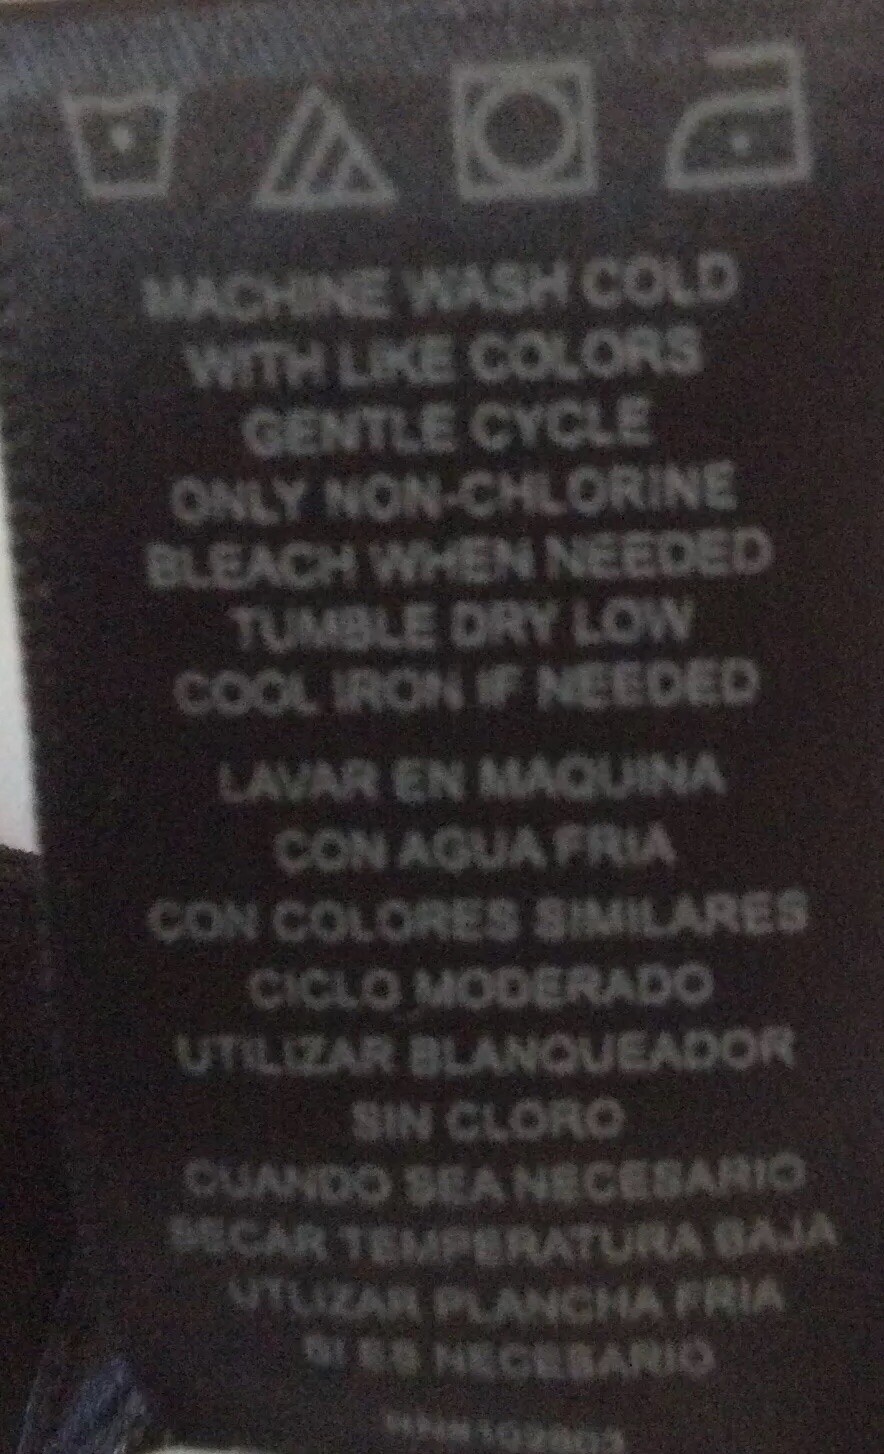 MACHINE WASH COLD
WITH LIKE COLORS
GENTLE CYCLE
ONLY NON-CHLORINE
BLEACH WHEN NEEDED
TUMBLE DRY LOW
COOL IRON IF NEEDED
LAVAR EN MAQUINA
CON AGUA FRIA
CON COLORES SIMILARES
CICLO MODERADO
UTILIZAR BLANQUEADOR
SIN CLORO
CUANDO SEA NECESARIO
SECAR TEMPERATURA BAJA
UTLIZAR PLANCHA FRIA
SI ES NECESARIO